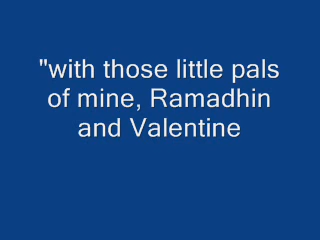 "with those little pals
of mine, Ramadhin
and Valentine